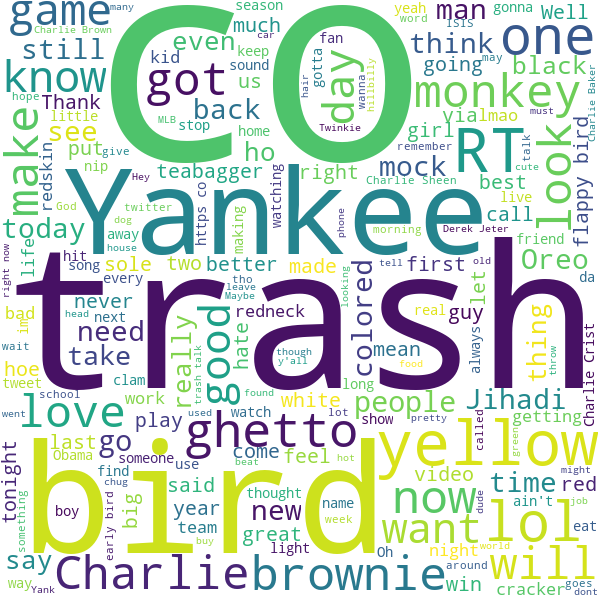 CO
game
one
man
Well
yeah
gonna
many
season
much
word
ISIS
Charlie Brown
still
even
kid
keep
fan
car
sound
gotta
think
going
may
black
Charlie Baker
hope
know
got
day
wanna
hair
hillbilly
Thank
back
us
monkey
little
MLB
stop
home
Twinkie
via
lmao
must
see
put
give
ho
girl
remember
talk
cute
make
redskin
nip
teabagger
right
mock
RT
best
look
flappy bird
God
Hey
https co
watching
Charlie Sheen
live
Yankee
today
dog
twitter
away
making
morning
call
Derek Jeter
house
phone
friend
Oreo
right now
life
hit
song
sole
two
better
made
first
tell
old
let
da
trash
im
every
tho
leave
Maybe
looking
real
bad
never
redneck
colored
guy
thing
head
next
need
really
good
hate
though
y'all
mean
always
throw
wait
take
trash talk
food
hoe
tweet
clam
long
Charlie Crist
school
work
found
white
people
Jihadi
went
love
play
used
watch
lot
show
pretty
called
getting
bird
last
go
someone
ghetto
come
feel
yellow
green
tonight
Obama
find
use
beat
hot
video
something
chug
said
thought
name
now
time
red
might
job
early bird
big
year
team
buy
new
week
want
dude
ain't
lol
eat
say
boy
great
light
Oh
night
world
will
way
Yank
Charlie
brownie
around
win
cracker
goes
dont